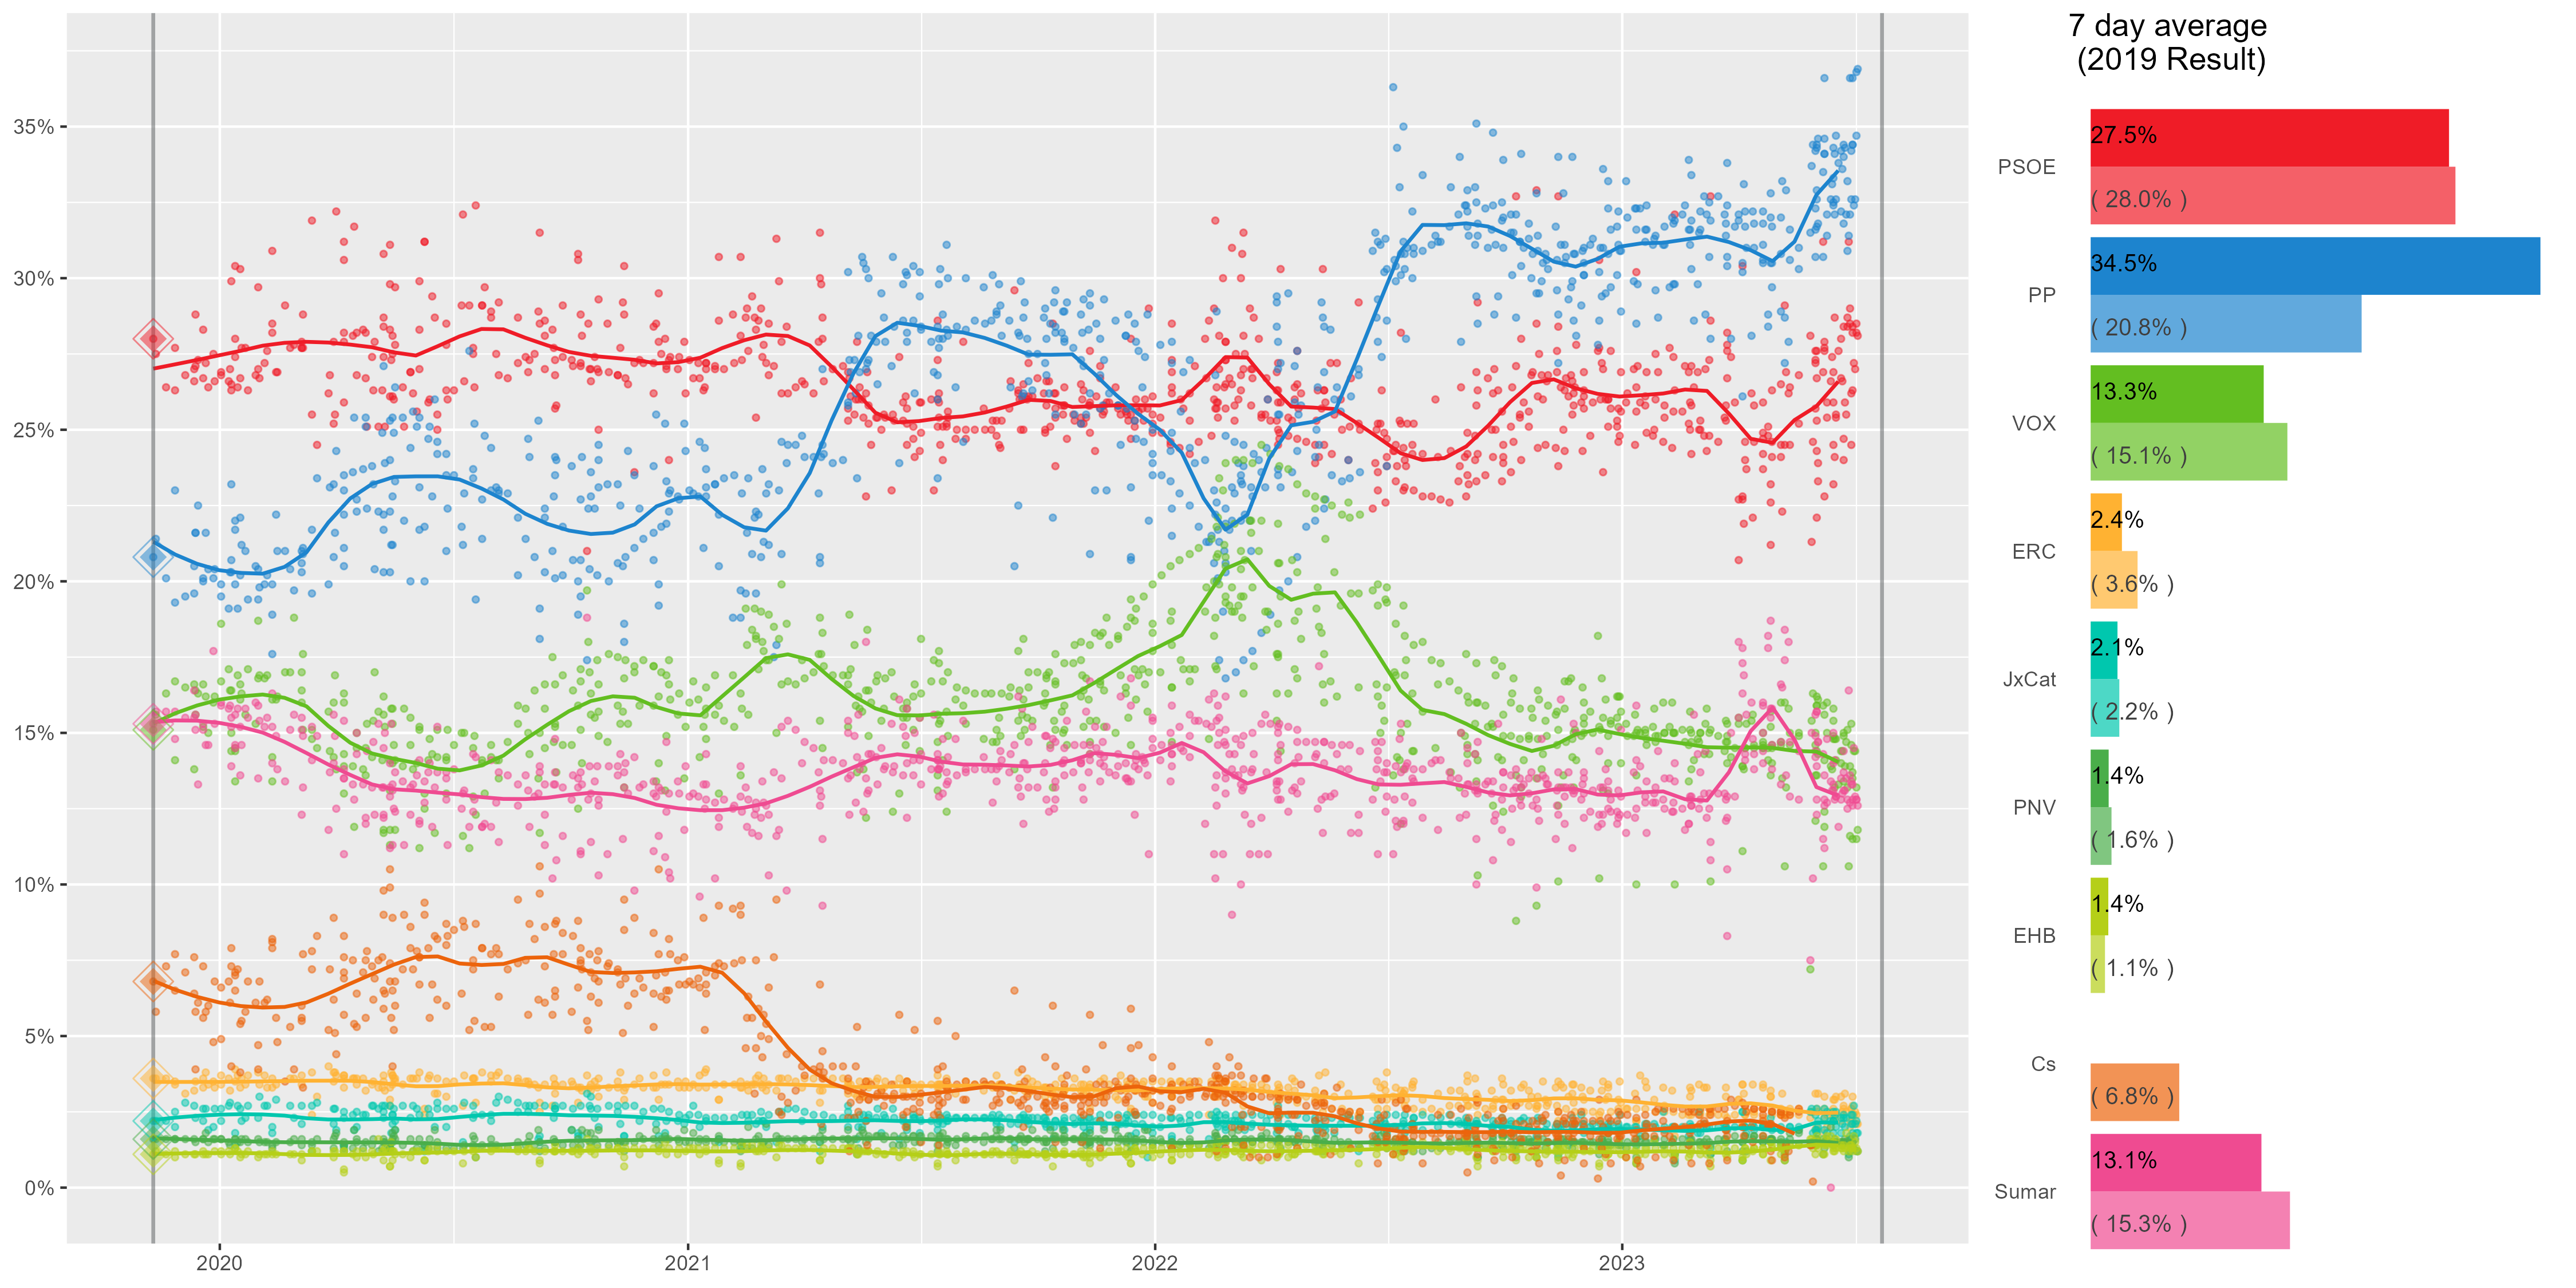 7 day average
(2019 Result)
35%
30%
25%
20%
15%
10%
5%
0%
2020
2021
2022
2023
PSOE
27.5%
( 28.0% )
PP
34.5%
( 20.8% )
VOX
13.3%
( 15.1% )
ERC
2.4%
( 3.6% )
JxCat
2.1%
( 2.2% )
PNV
1.4%
( 1.6% )
EHB
1.4%
( 1.1% )
Cs
( 6.8% )
Sumar
13.1%
( 15.3% )